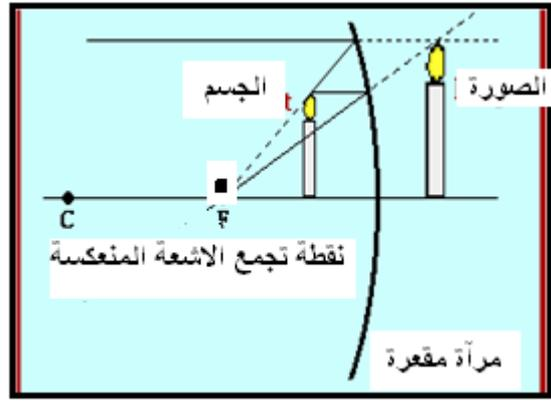 الجسم
الصورة
t
C
F
نقطة تجمع الاشعة المنعكسة
مرآة مقعرة